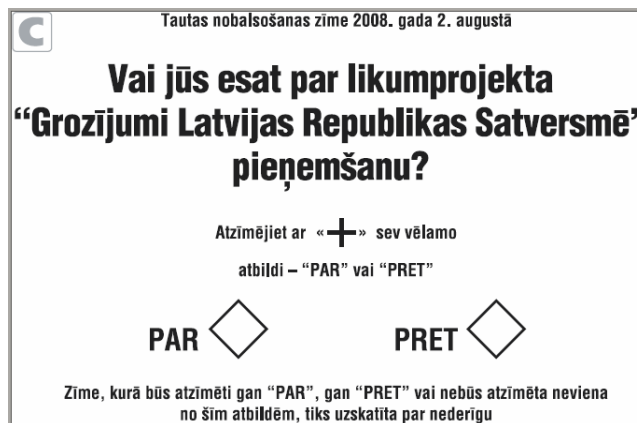 C
Tautas nobalsošanas zīme 2008. gada 2. augustā
Vai jūs esat par likumprojekta
“Grozījumi Latvijas Republikas Satversmē”
pieņemšanu?
Atzīmējiet ar «+» sev vēlamo
atbildi – “PAR” vai “PRET”
PAR PRET
Zīme, kurā būs atzīmēti gan “PAR”, gan “PRET” vai nebūs atzīmēta neviena
no šīm atbildēm, tiks uzskatīta par nederīgu